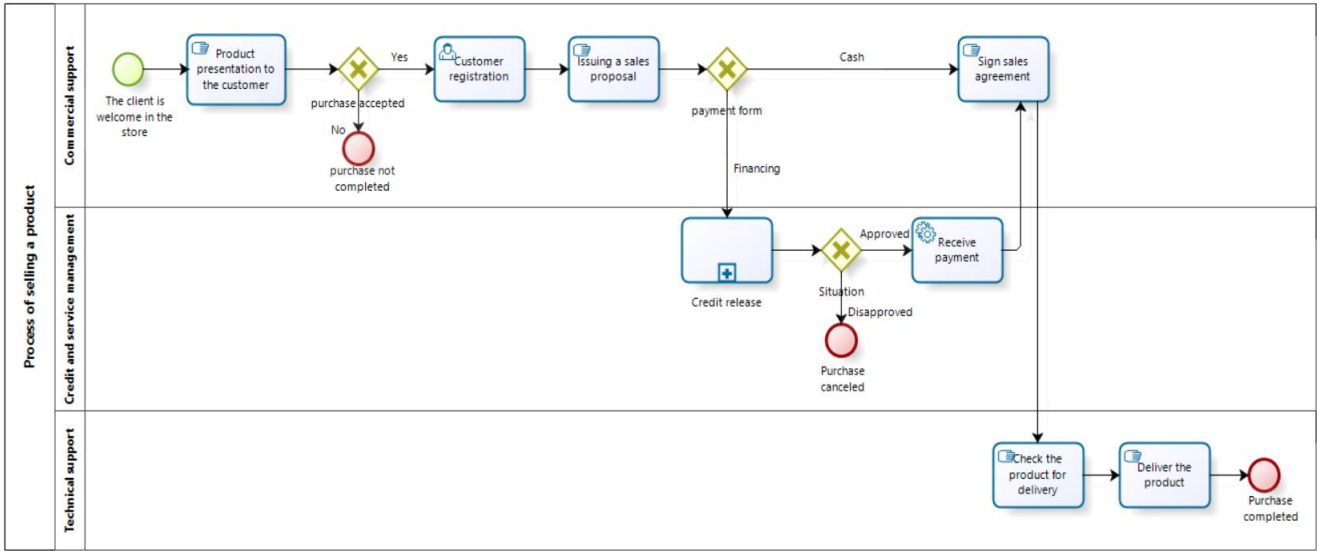 Process of selling a product
Commercial support
The client is
welcome in the
store
Product
presentation to
the customer
purchase accepted
Yes
No
purchase not
completed
Customer
registration
Issuing a sales
proposal
payment form
Cash
Financing
Sign sales
agreement
Credit and service management
Credit release
Situation
Approved
Disapproved
Purchase
canceled
Receive
payment
Technical support
Check the
product for
delivery
Deliver the
product
Purchase
completed